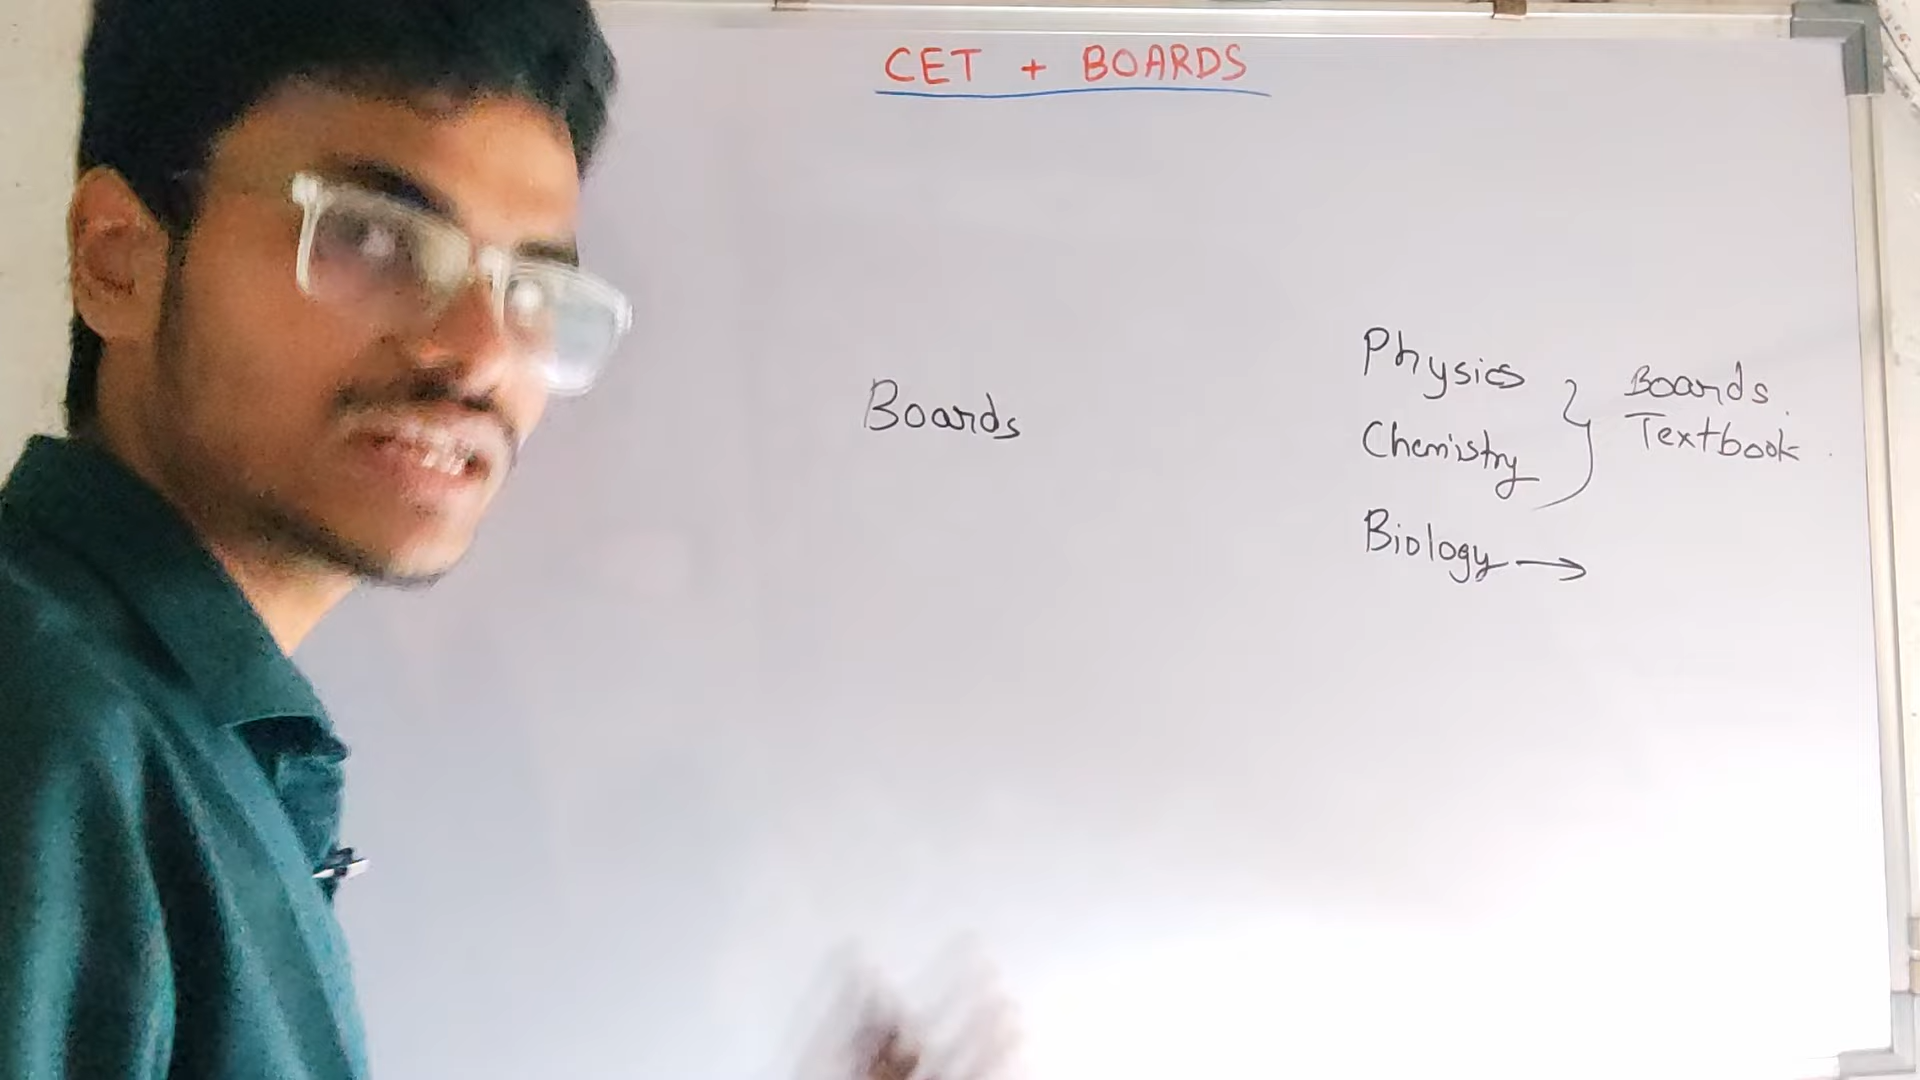 CET + BOARDS
Boards
Physics
Chemistry
Biology →
Boards
Textbook